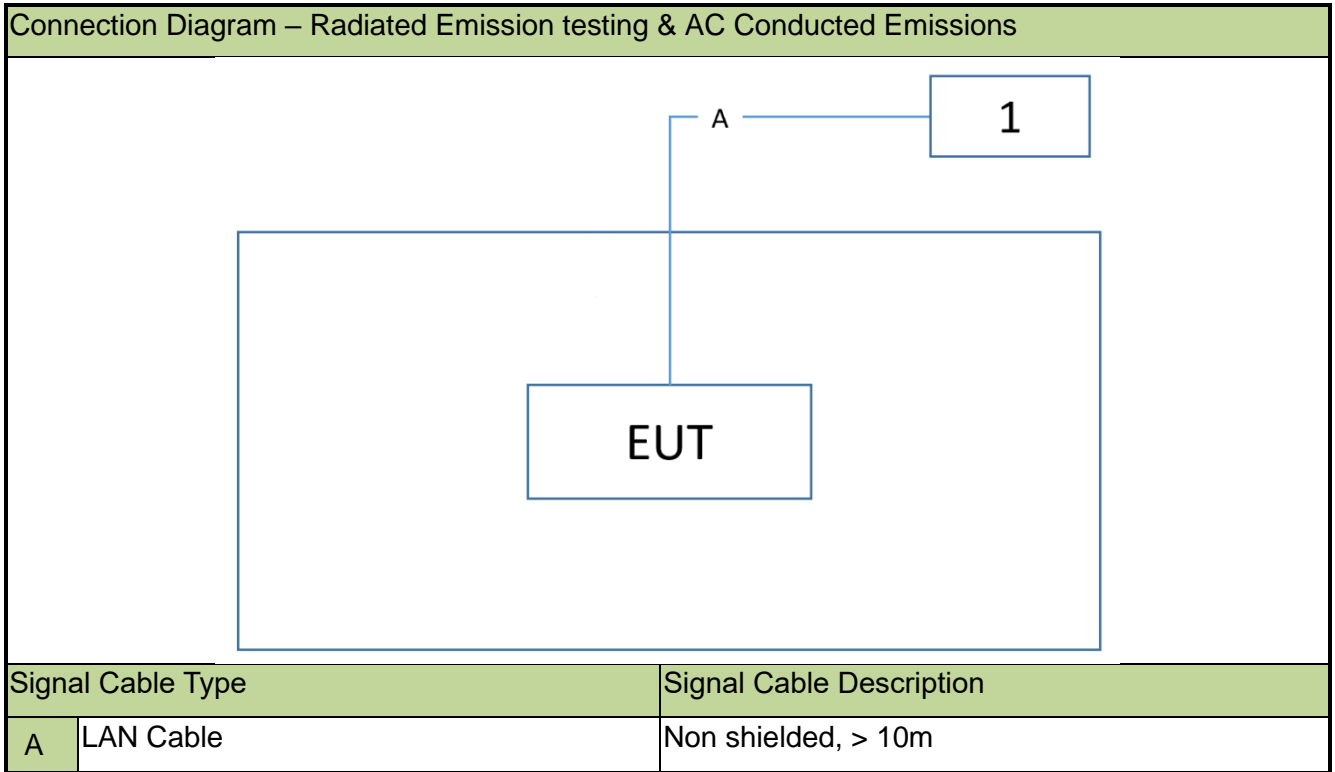 Connection Diagram – Radiated Emission testing & AC Conducted Emissions
A
1
EUT
Signal Cable Type Signal Cable Description
A LAN Cable Non shielded, > 10m